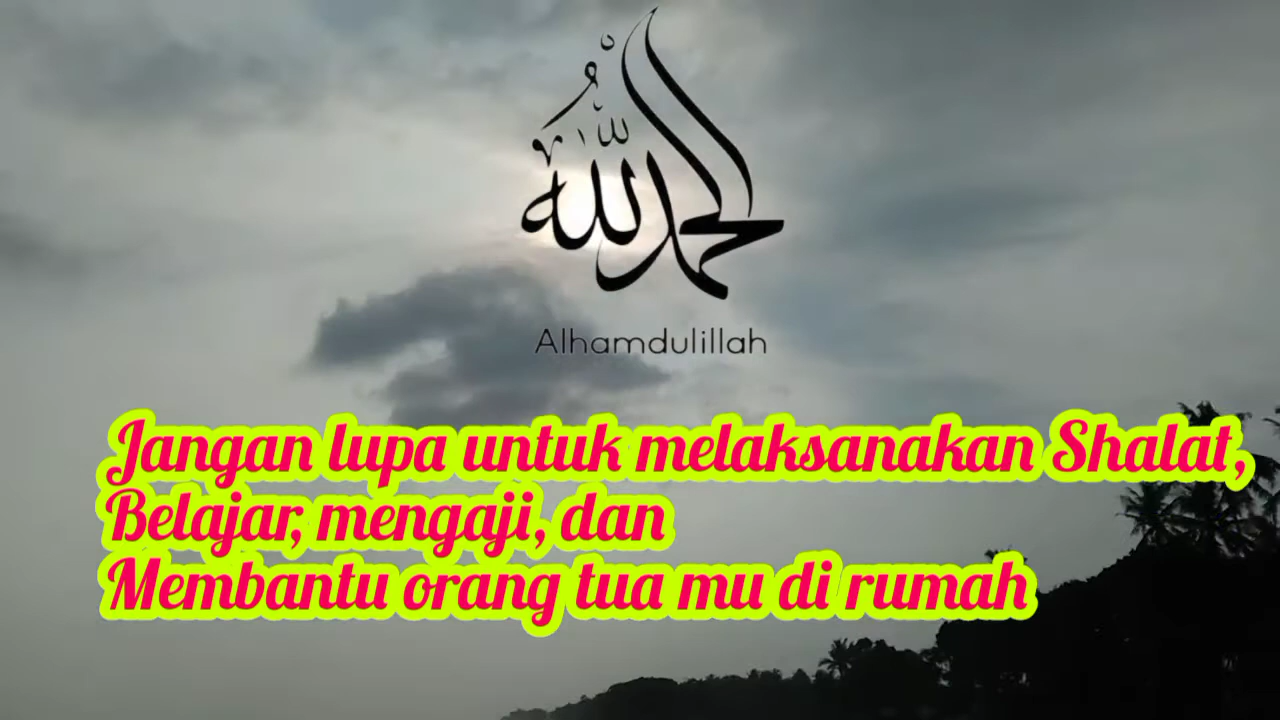 الحمد لله
Alhamdulillah
Jangan lupa untuk melaksanakan Shalat,
Belajar, mengaji, dan
Membantu orang tua mu di rumah